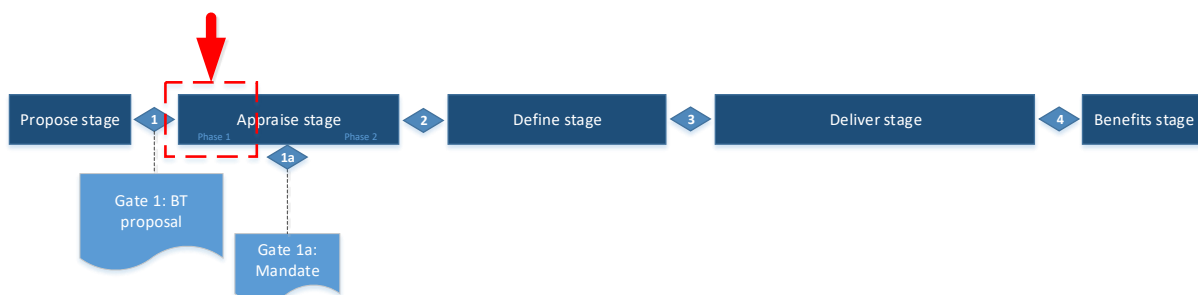 Propose stage
1
Appraise stage
Phase 1
Phase 2
2
Define stage
3
Deliver stage
4
Benefits stage
1a
Gate 1: BT
proposal
Gate 1a:
Mandate